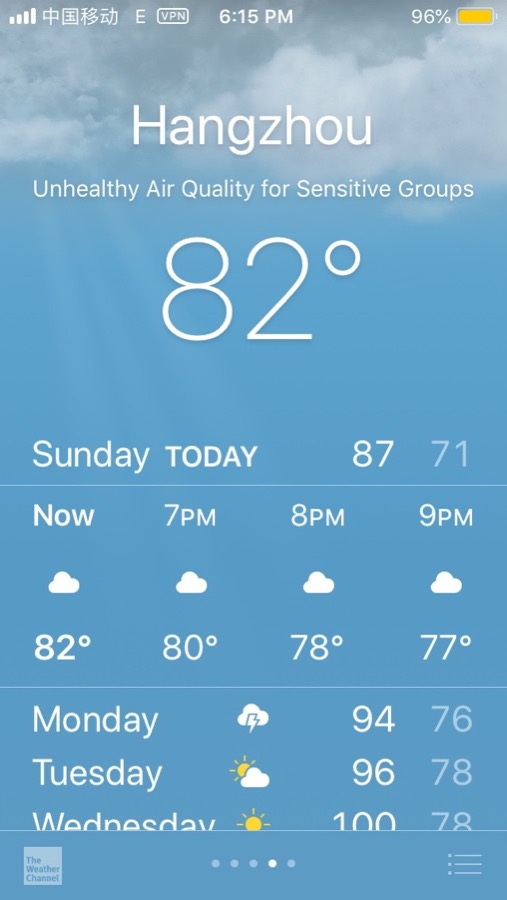 中国移动 E VPN 6:15 PM 96%
Hangzhou
Unhealthy Air Quality for Sensitive Groups
82°
Sunday TODAY 87 71
Now 7PM 8PM 9PM
82° 80° 78° 77°
Monday 94 76
Tuesday 96 78
Wednesday 100 78
The
Weather
Channel